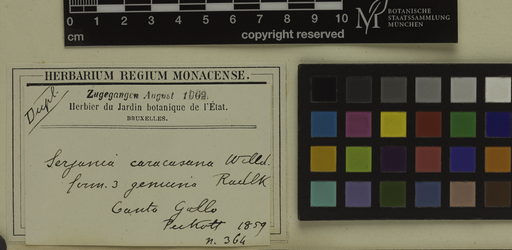 0 1 2 3 4 5 6 7 8 9 10
cm
copyright reserved
BOTANISCHE
STAATSSAMMLUNG
MÜNCHEN
HERBARIUM REGIUM MONACENSE.
Dupl.
Zugegangen August
Herbier du Jardin botanique de l'État.
BRUXELLES.
Serjania caracasana Willd.
form. 3 genuina Radlk
Canta Gallo
Peckolt 1859
n. 364